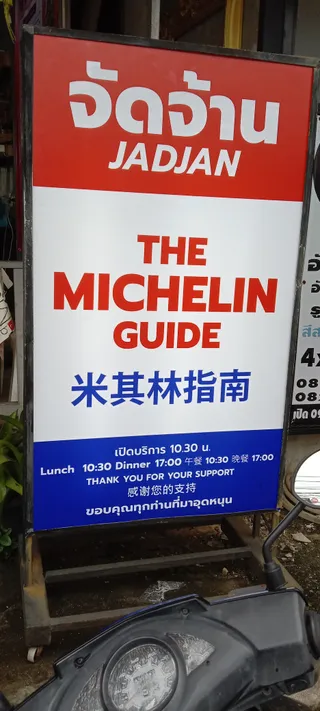 จัดจ้าน
JADJAN
THE
MICHELIN
GUIDE
米其林指南
เปิดบริการ 10.30 น.
Lunch 10:30 Dinner 17:00 午餐 10:30 晚餐 17:00
THANK YOU FOR YOUR SUPPORT
感谢您的支持
ขอบคุณทุกท่านที่มาอุดหนุน